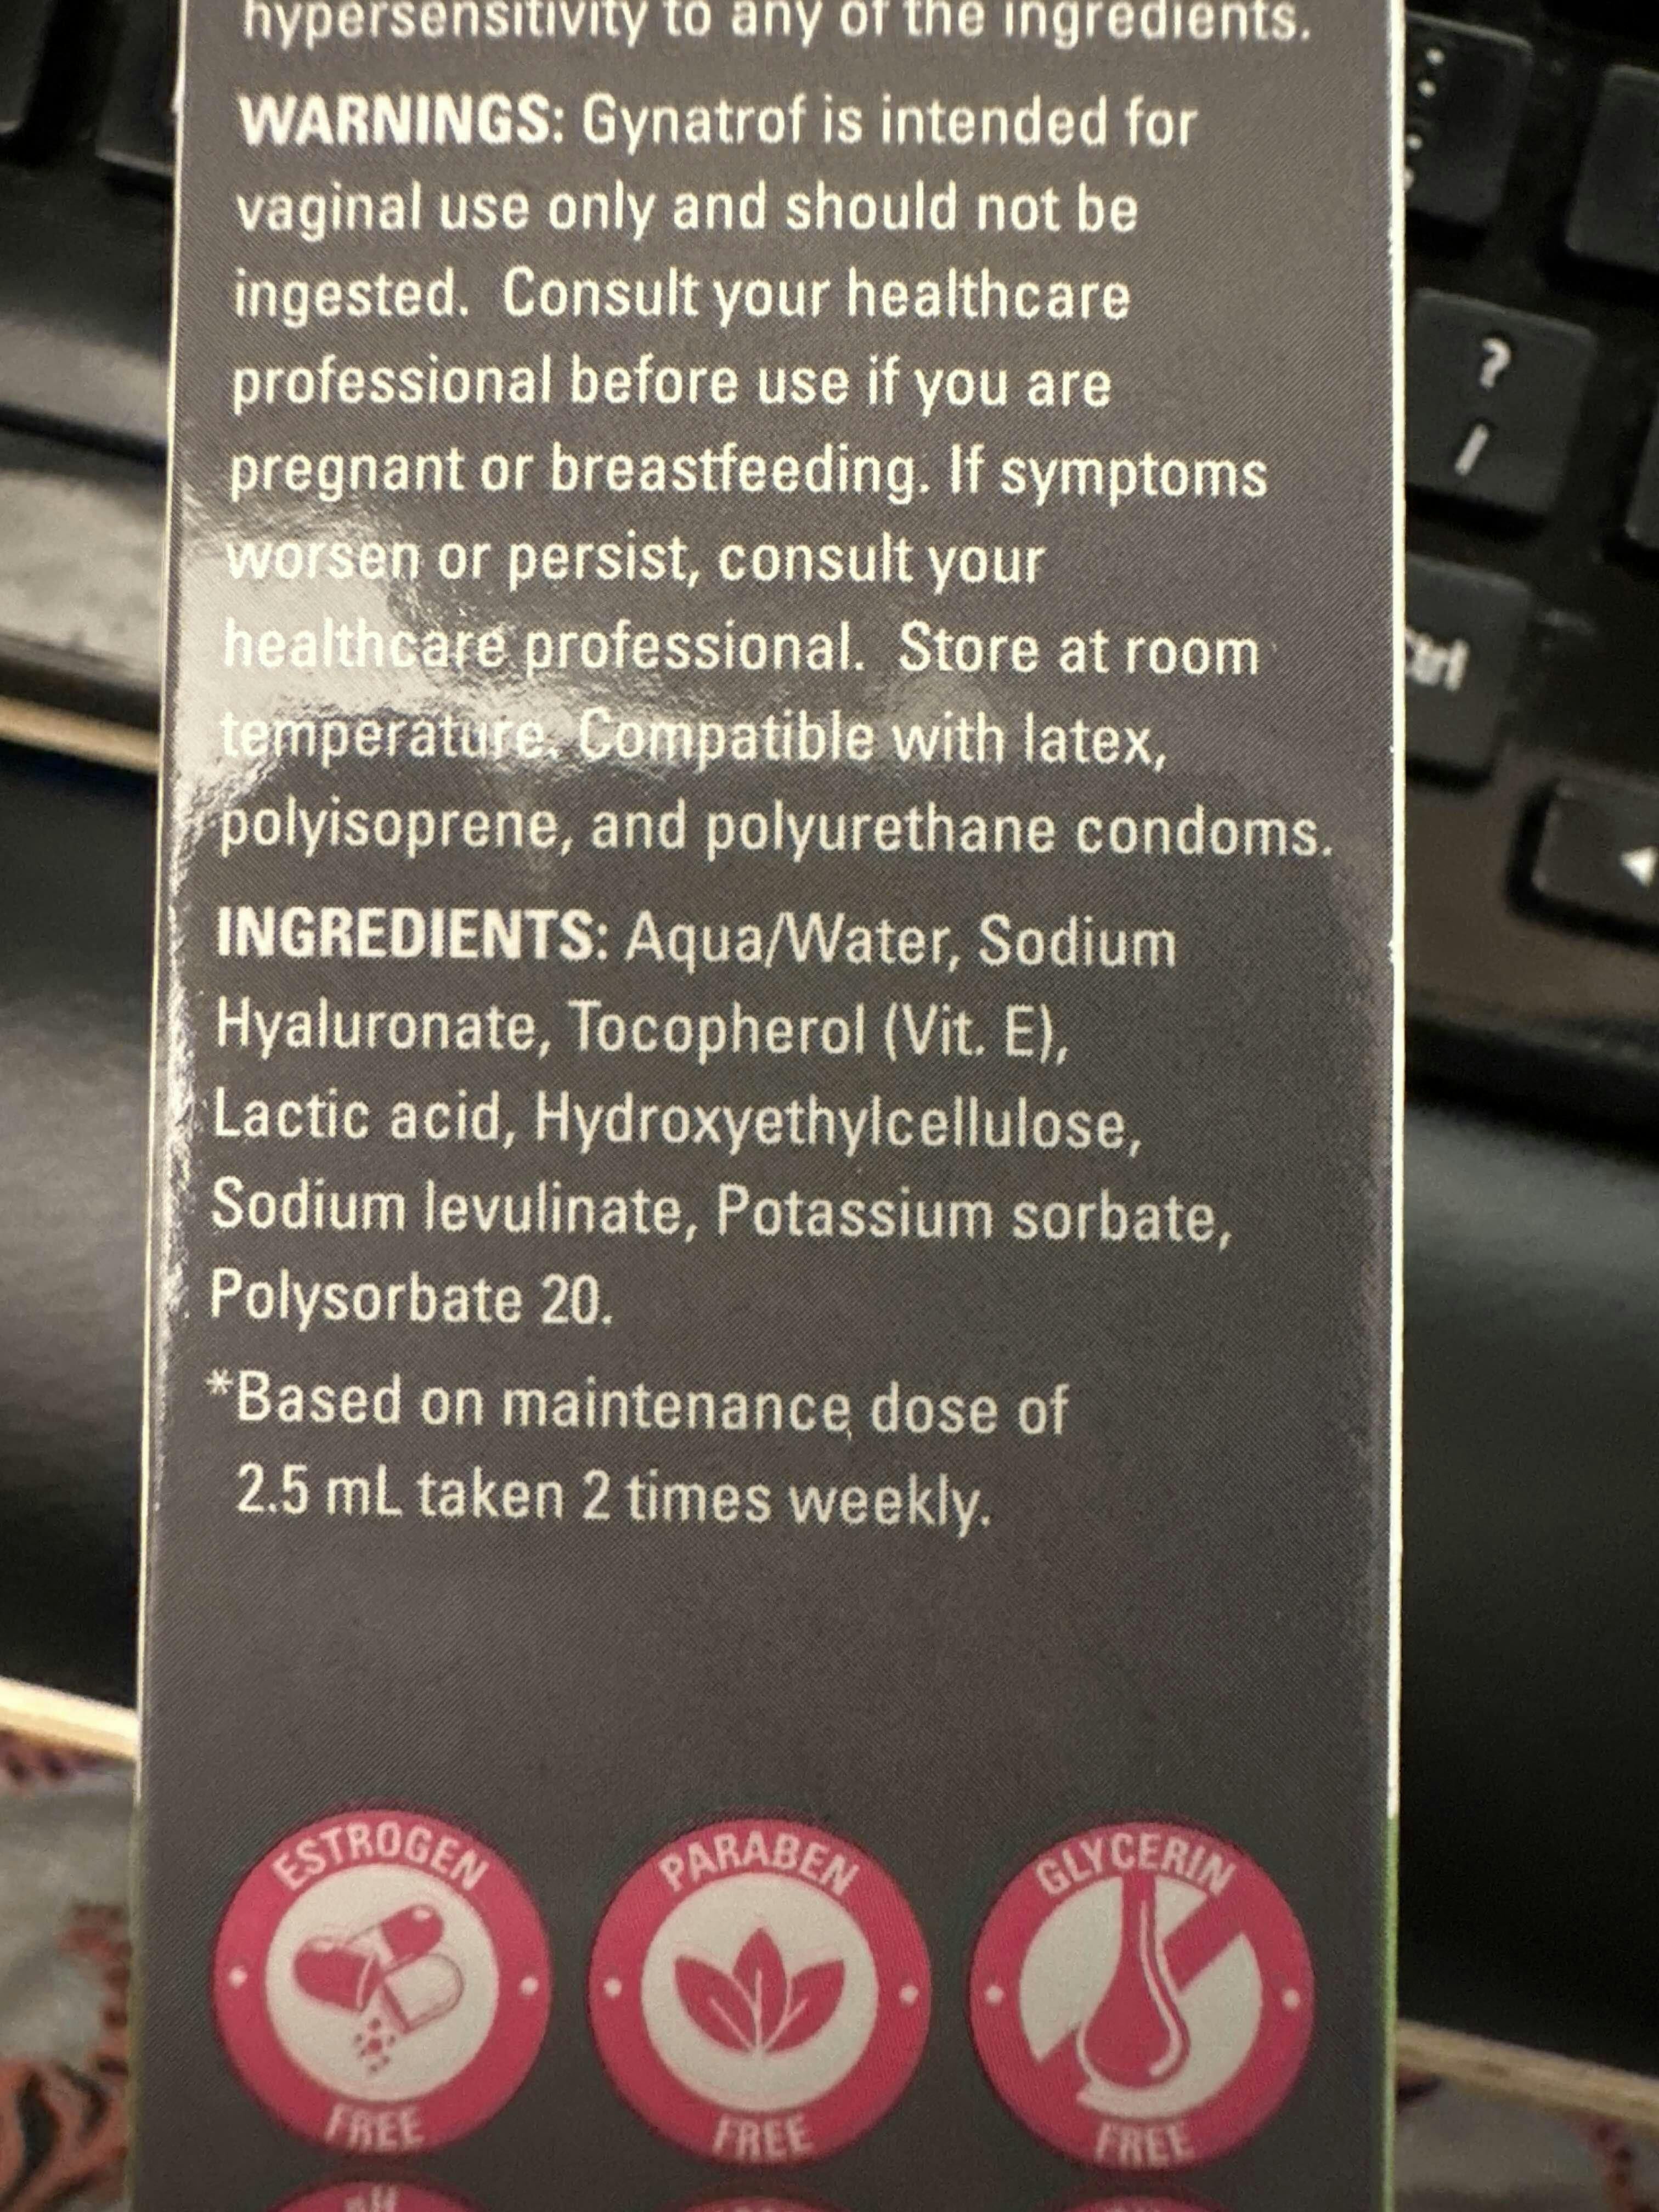 hypersensitivity to any of the ingredients.
WARNINGS: Gynatrof is intended for
vaginal use only and should not be
ingested. Consult your healthcare
professional before use if you are
pregnant or breastfeeding. If symptoms
worsen or persist, consult your
healthcare professional. Store at room
temperature. Compatible with latex,
polyisoprene, and polyurethane condoms.
INGREDIENTS: Aqua/Water, Sodium
Hyaluronate, Tocopherol (Vit. E),
Lactic acid, Hydroxyethylcellulose,
Sodium levulinate, Potassium sorbate,
Polysorbate 20.
*Based on maintenance dose of
2.5 mL taken 2 times weekly.
ESTROGEN FREE
PARABEN FREE
GLYCERIN FREE
pH
?
/
Ctrl